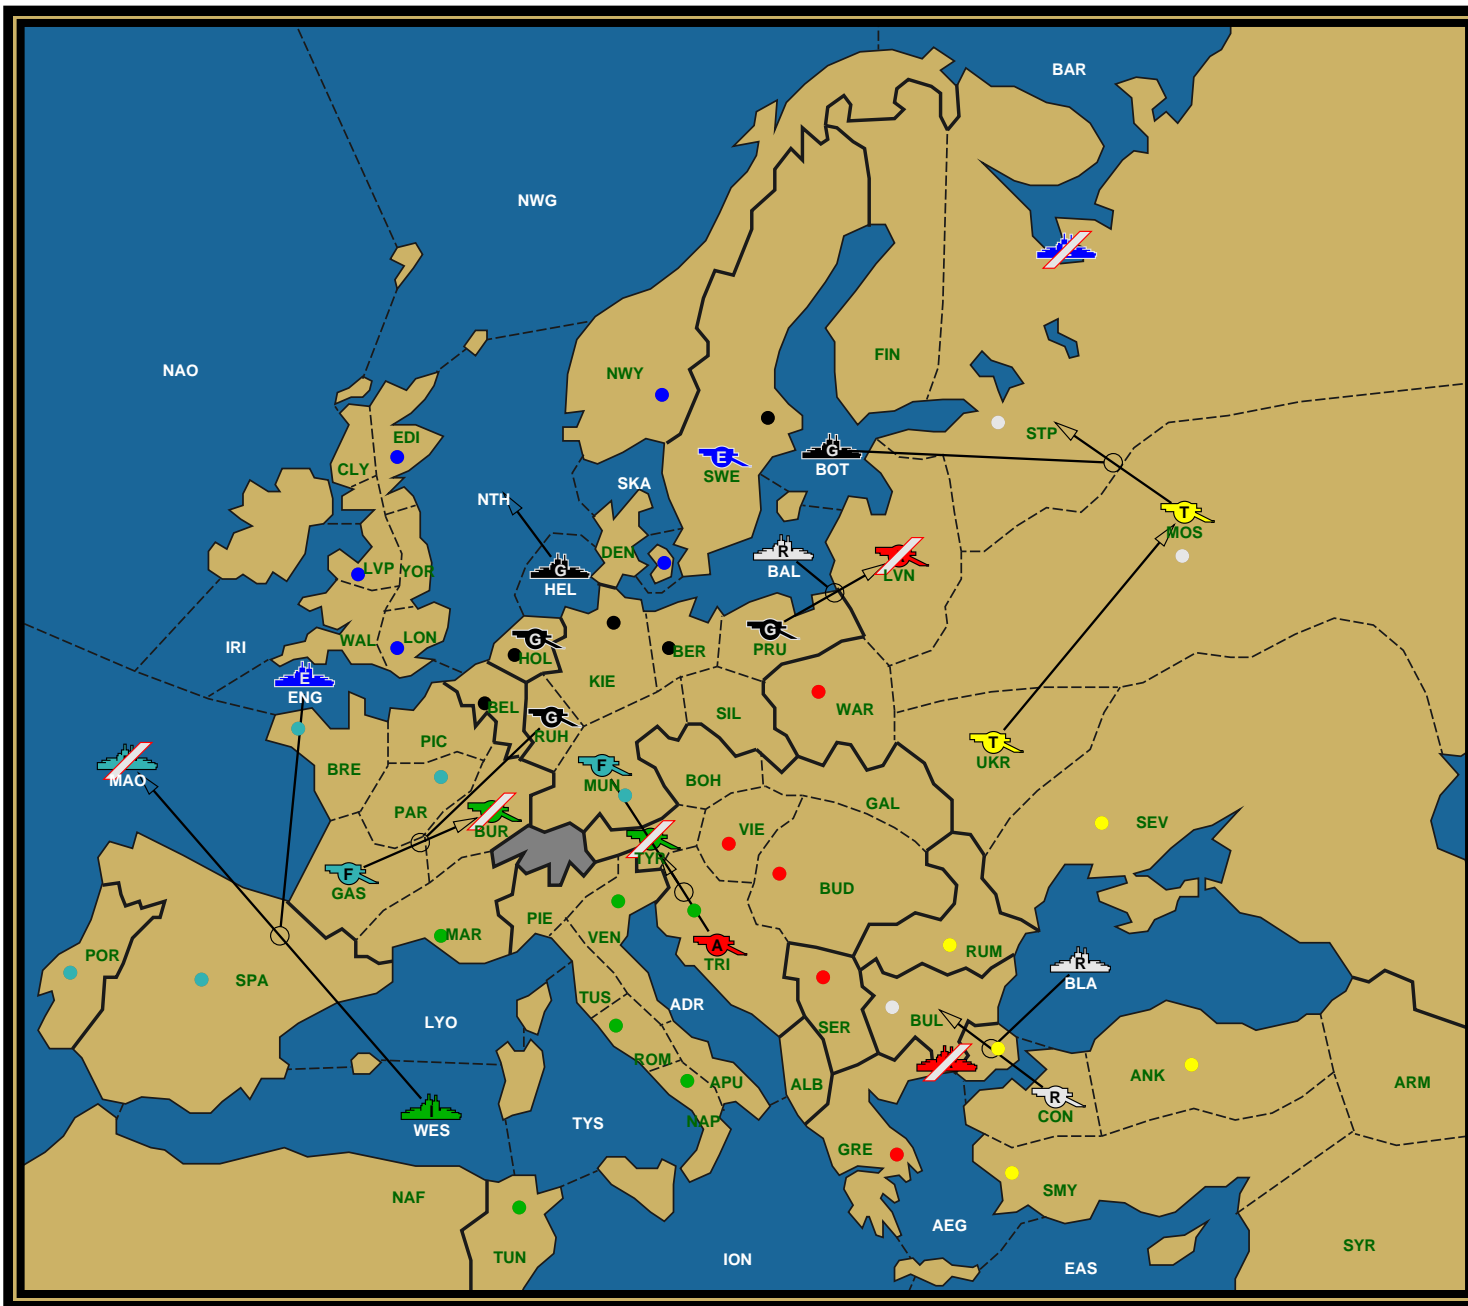 BAR
NWG
NAO
FIN
NWY
EDI
STP
G
BOT
CLY
E
SWE
SKA
NTH
T
MOS
DEN
R
BAL
LVN
G
HEL
LVP
YOR
G
PRU
G
HOL
BER
WAL
LON
IRI
E
ENG
KIE
BEL
SIL
WAR
G
RUH
T
UKR
PIC
BRE
F
MUN
MAO
BOH
GAL
PAR
BUR
VIE
SEV
TYR
F
GAS
BUD
PIE
VEN
MAR
A
TRI
RUM
POR
SPA
R
BLA
TUS
ADR
LYO
BUL
SER
ROM
APU
ALB
ANK
ARM
I
WES
TYS
NAP
R
CON
GRE
NAF
SMY
AEG
TUN
ION
EAS
SYR